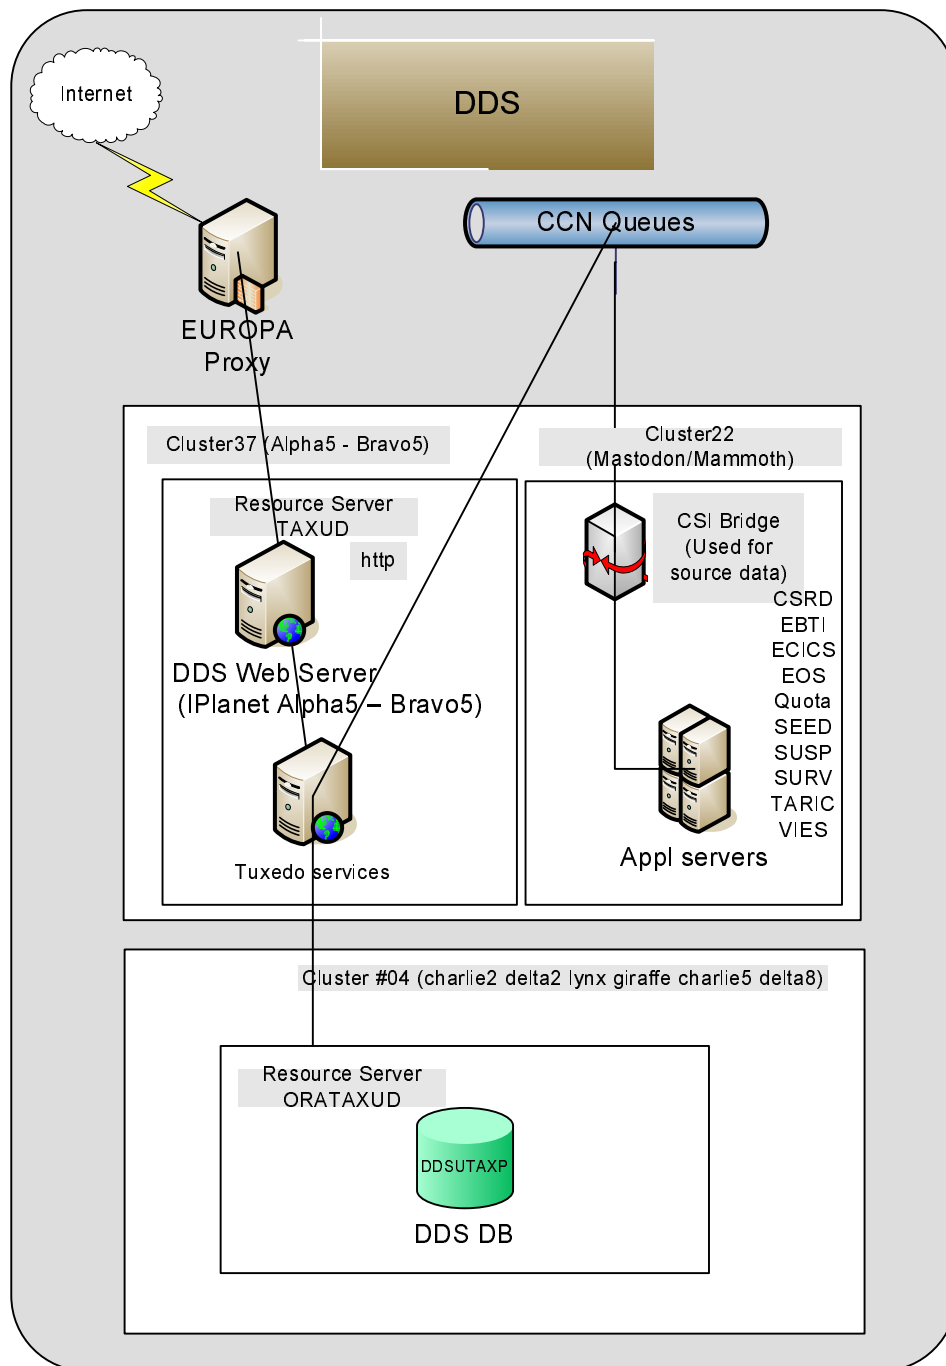 DDS
Internet
CCN Queues
EUROPA
Proxy
Cluster37 (Alpha5 - Bravo5)
Cluster22
(Mastodon/Mammoth)
Resource Server
TAXUD
http
CSI Bridge
(Used for
source data)
CSRD
EBTI
ECICS
EOS
Quota
SEED
SUSP
SURV
TARIC
VIES
DDS Web Server
(IPlanet Alpha5 – Bravo5)
Tuxedo services
Appl servers
Cluster #04 (charlie2 delta2 lynx giraffe charlie5 delta8)
Resource Server
ORATAXUD
DDSUTAXP
DDS DB